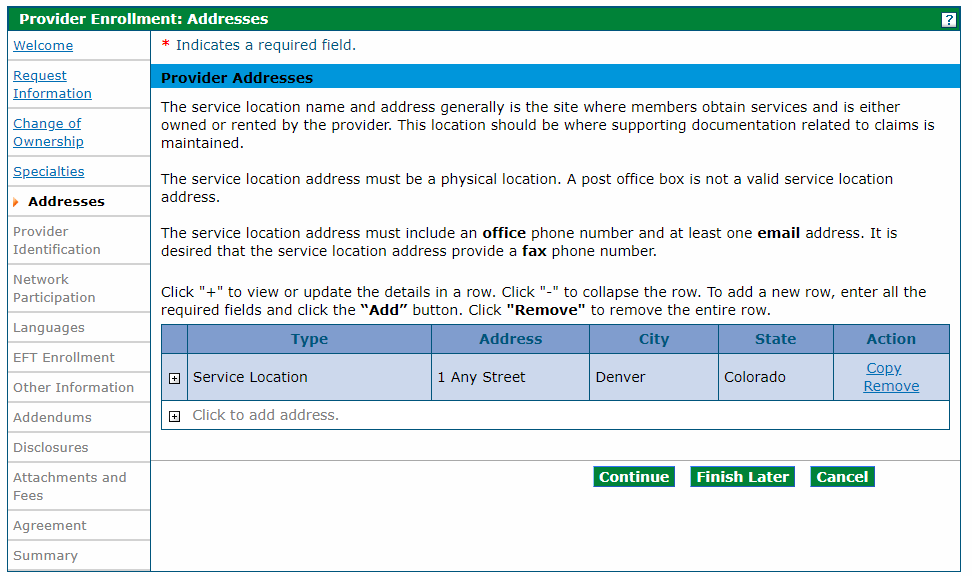 Provider Enrollment: Addresses
?
Welcome
Request
Information
Change of
Ownership
Specialties
Addresses
Provider
Identification
Network
Participation
Languages
EFT Enrollment
Other Information
Addendums
Disclosures
Attachments and
Fees
Agreement
Summary
* Indicates a required field.
Provider Addresses
The service location name and address generally is the site where members obtain services and is either
owned or rented by the provider. This location should be where supporting documentation related to claims is
maintained.
The service location address must be a physical location. A post office box is not a valid service location
address.
The service location address must include an office phone number and at least one email address. It is
desired that the service location address provide a fax phone number.
Click "+" to view or update the details in a row. Click "-" to collapse the row. To add a new row, enter all the
required fields and click the “Add” button. Click "Remove" to remove the entire row.
Type Address City State Action
+ Service Location 1 Any Street Denver Colorado Copy
Remove
+ Click to add address.
Continue Finish Later Cancel